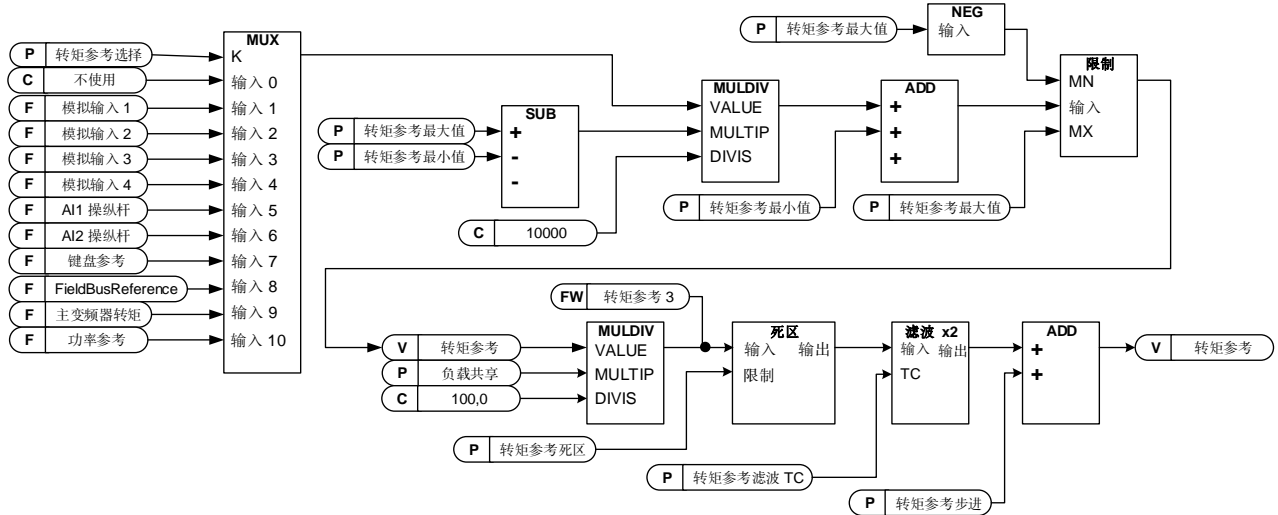 MUX
P 转矩参考选择 K
C 不使用 输入 0
F 模拟输入 1 输入 1
F 模拟输入 2 输入 2
F 模拟输入 3 输入 3
F 模拟输入 4 输入 4
F AI1 操纵杆 输入 5
F AI2 操纵杆 输入 6
F 键盘参考 输入 7
F FieldBusReference 输入 8
F 主变频器转矩 输入 9
F 功率参考 输入 10
SUB
P 转矩参考最大值 +
P 转矩参考最小值 -
-
C 10000
MULDIV
VALUE
MULTIP
DIVIS
P 转矩参考最小值
ADD
+
+
+
P 转矩参考最大值
NEG
输入
P 转矩参考最大值
限制
MN
输入
MX
FW 转矩参考 3
MULDIV
V 转矩参考 VALUE
P 负载共享 MULTIP
C 100,0 DIVIS
P 转矩参考死区
死区
输入 输出
限制
P 转矩参考滤波 TC
滤波 x2
输入 输出
TC
P 转矩参考步进
ADD
+
+
V 转矩参考